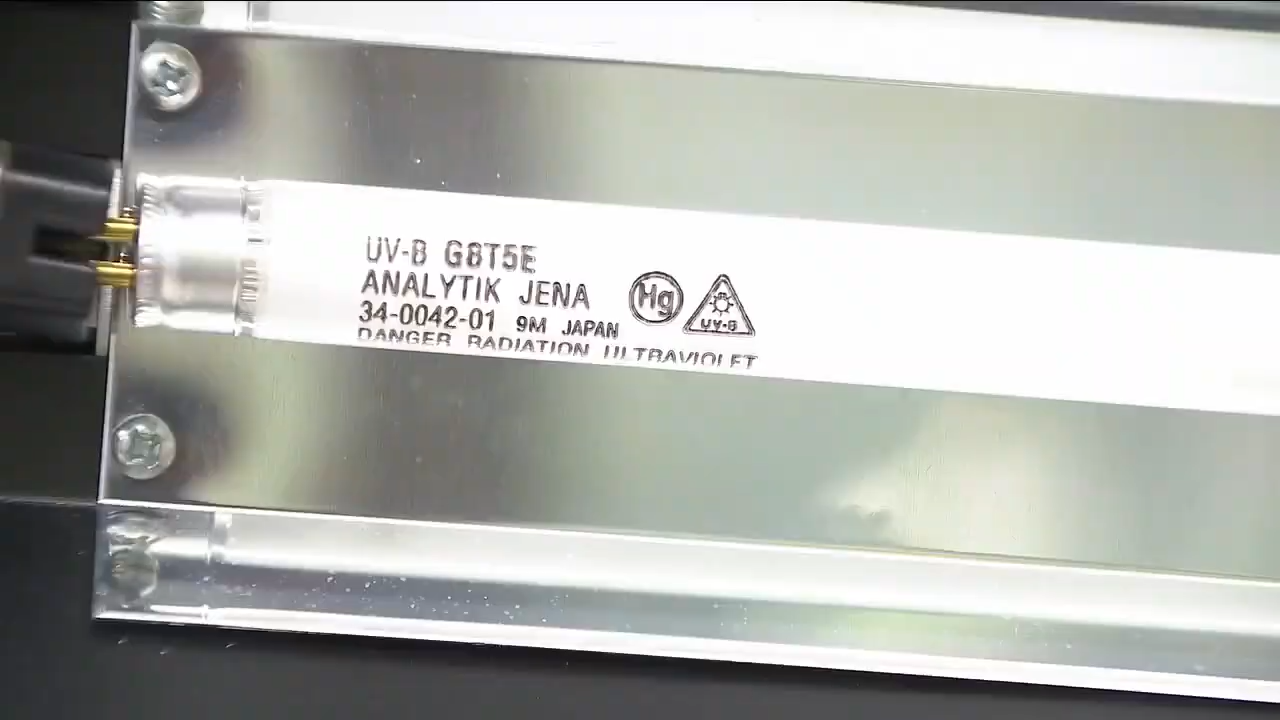 UV-B G8T5E
ANALYTIK JENA
34-0042-01 9M JAPAN
DANGER RADIATION ULTRAVIOLET
Hg
UV-B